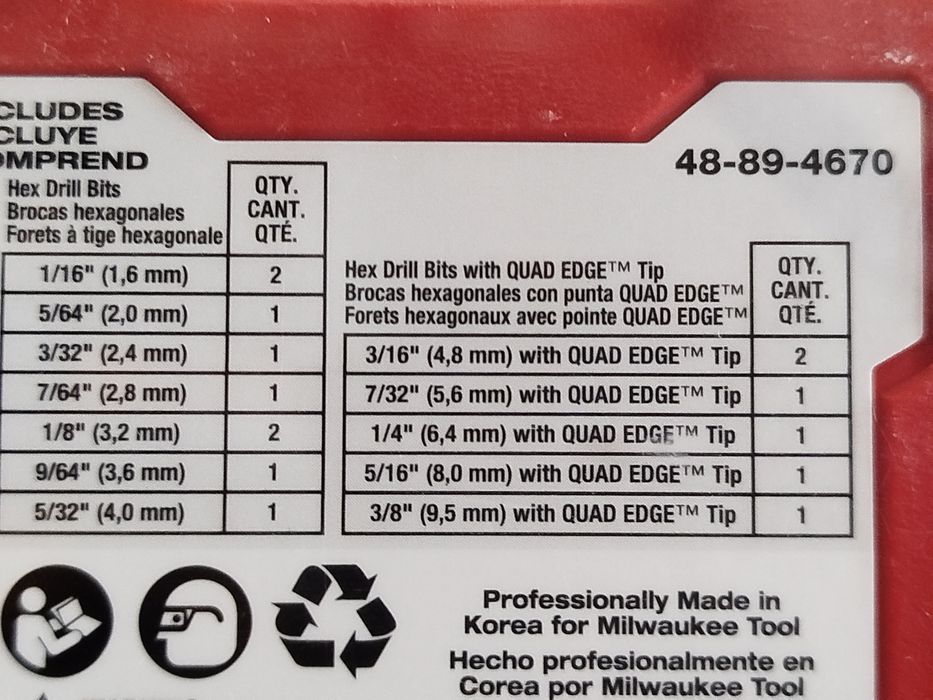 CLUDES
CLUYE
OMPREND
Hex Drill Bits
Brocas hexagonales
Forets à tige hexagonale
QTY.
CANT.
QTÉ.
1/16" (1,6 mm) 2
5/64" (2,0 mm) 1
3/32" (2,4 mm) 1
7/64" (2,8 mm) 1
1/8" (3,2 mm) 2
9/64" (3,6 mm) 1
5/32" (4,0 mm) 1
48-89-4670
Hex Drill Bits with QUAD EDGE™ Tip
Brocas hexagonales con punta QUAD EDGE™
Forets hexagonaux avec pointe QUAD EDGE™
QTY.
CANT.
QTÉ.
3/16" (4,8 mm) with QUAD EDGE™ Tip 2
7/32" (5,6 mm) with QUAD EDGE™ Tip 1
1/4" (6,4 mm) with QUAD EDGE™ Tip 1
5/16" (8,0 mm) with QUAD EDGE™ Tip 1
3/8" (9,5 mm) with QUAD EDGE™ Tip 1
Professionally Made in
Korea for Milwaukee Tool
Hecho profesionalmente en
Corea por Milwaukee Tool